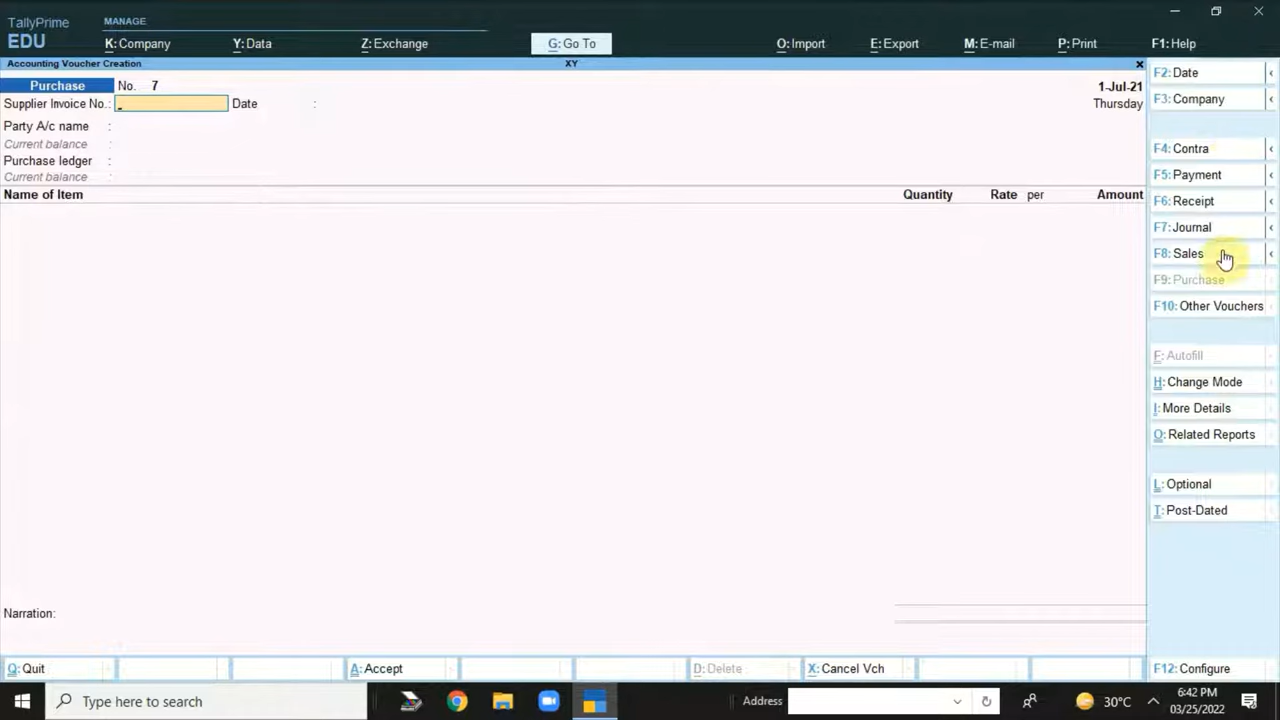 TallyPrime
EDU
MANAGE
K: Company
Y: Data
Z: Exchange
G: Go To
O: Import
E: Export
M: E-mail
P: Print
F1: Help
Accounting Voucher Creation
XY
Purchase No. 7
1-Jul-21
Supplier Invoice No.: Date :
Thursday
Party A/c name :
Current balance :
Purchase ledger :
Current balance :
Name of Item
Quantity
Rate per
Amount
Narration:
F2: Date
F3: Company
F4: Contra
F5: Payment
F6: Receipt
F7: Journal
F8: Sales
F9: Purchase
F10: Other Vouchers
F: Autofill
H: Change Mode
I: More Details
O: Related Reports
L: Optional
T: Post-Dated
F12: Configure
Q: Quit
A: Accept
D: Delete
X: Cancel Vch
Type here to search
Address
30°C
6:42 PM
03/25/2022